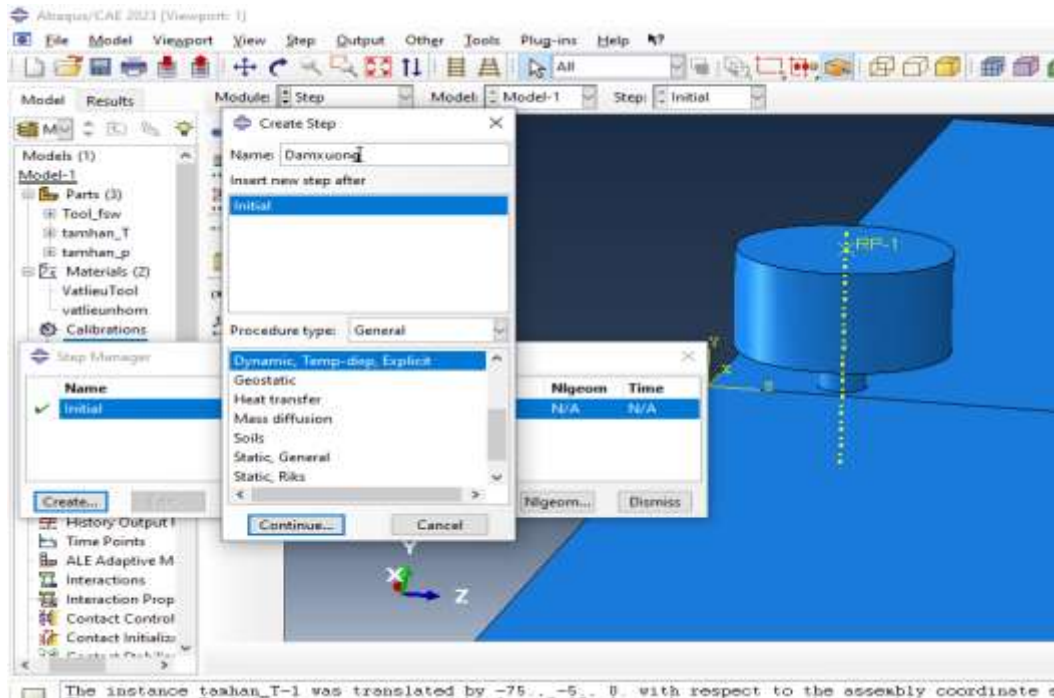 Abaqus/CAE 2023 [Viewport: 1]
File Model Viewport View Step Output Other Tools Plug-ins Help
All
Model Results
Module: Step Model: Model-1 Step: Initial
Create Step
Name: Damxuong
Insert new step after
Initial
Procedure type: General
Dynamic, Temp-disp, Explicit
Geostatic
Heat transfer
Mass diffusion
Soils
Static, General
Static, Riks
Continue...
Cancel
Models (1)
Model-1
Parts (3)
Tool_fsw
tamhan_T
tamhan_p
Materials (2)
VatlieuTool
vatlieunhom
Calibrations
Step Manager
Name Nlgeom Time
Initial N/A N/A
Create...
Nlgeom... Dismiss
History Output
Time Points
ALE Adaptive M
Interactions
Interaction Prop
Contact Control
Contact Initializ
RP-1
Y
X
Y
X
Z
The instance tamhan_T-1 was translated by -75., -5., 0. with respect to the assembly coordinate